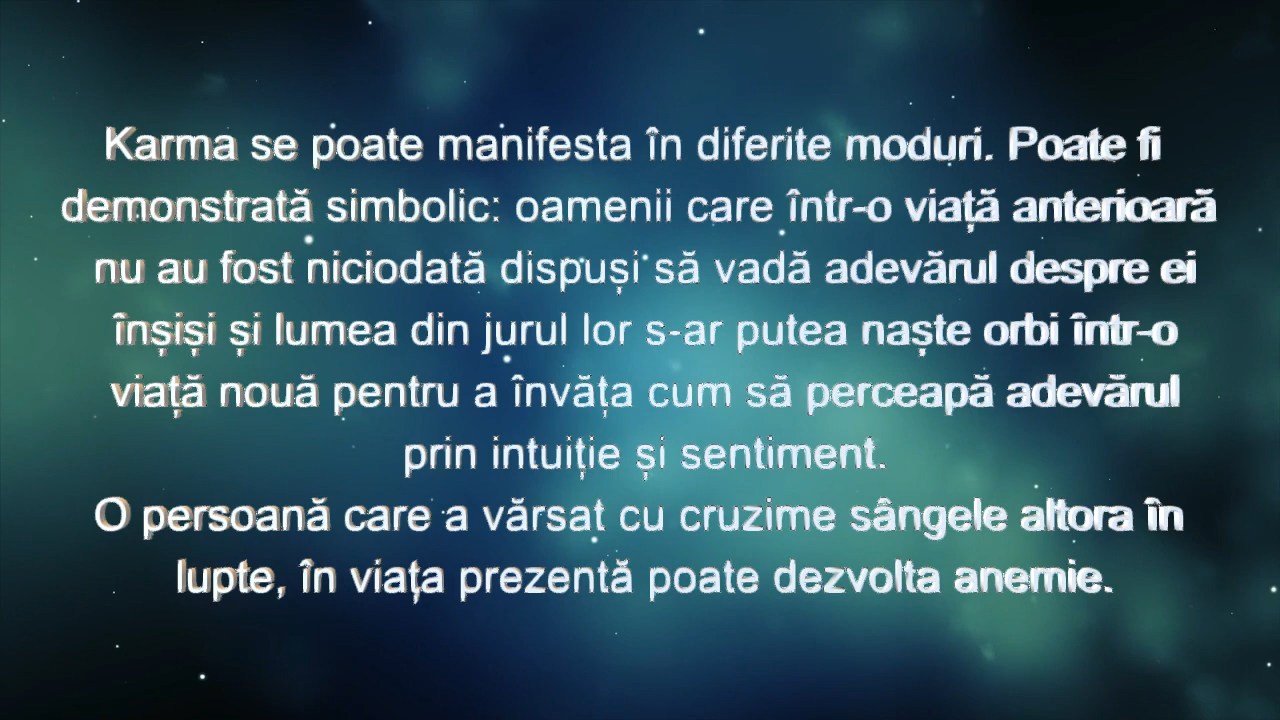 Karma se poate manifesta în diferite moduri. Poate fi
demonstrată simbolic: oamenii care într-o viață anterioară
nu au fost niciodată dispuși să vadă adevărul despre ei
înșiși și lumea din jurul lor s-ar putea naște orbi într-o
viață nouă pentru a învăța cum să perceapă adevărul
prin intuiție și sentiment.
O persoană care a vărsat cu cruzime sângele altora în
lupte, în viața prezentă poate dezvolta anemie.